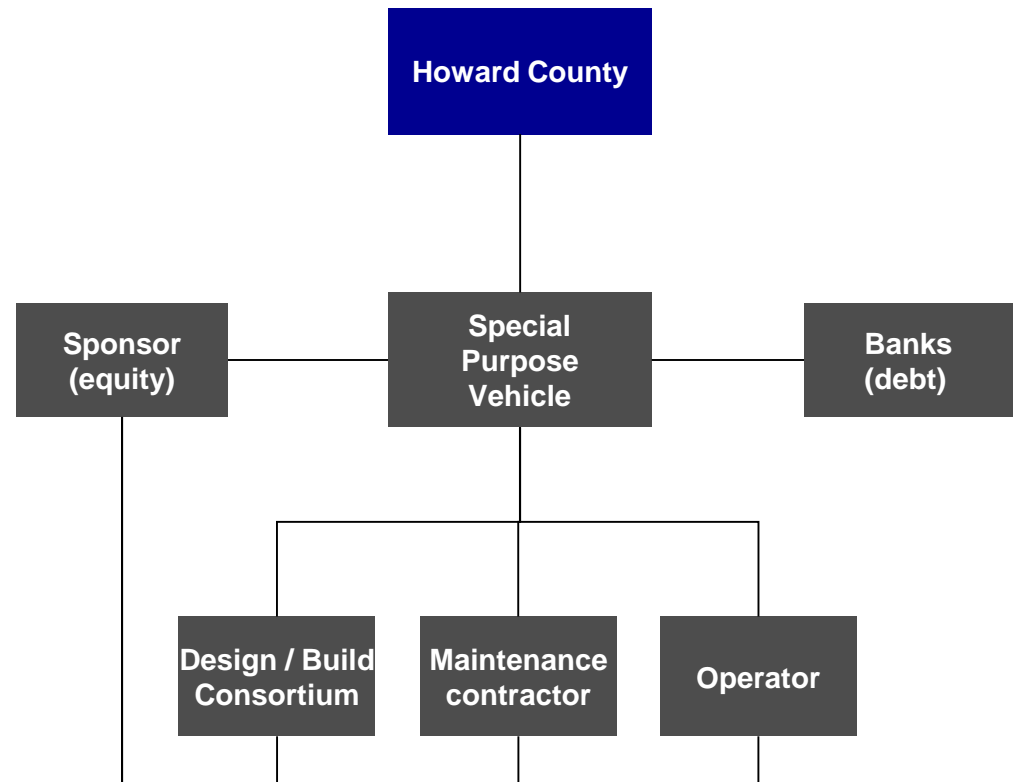 Howard County
Sponsor
(equity)
Special
Purpose
Vehicle
Banks
(debt)
Design / Build
Consortium
Maintenance
contractor
Operator